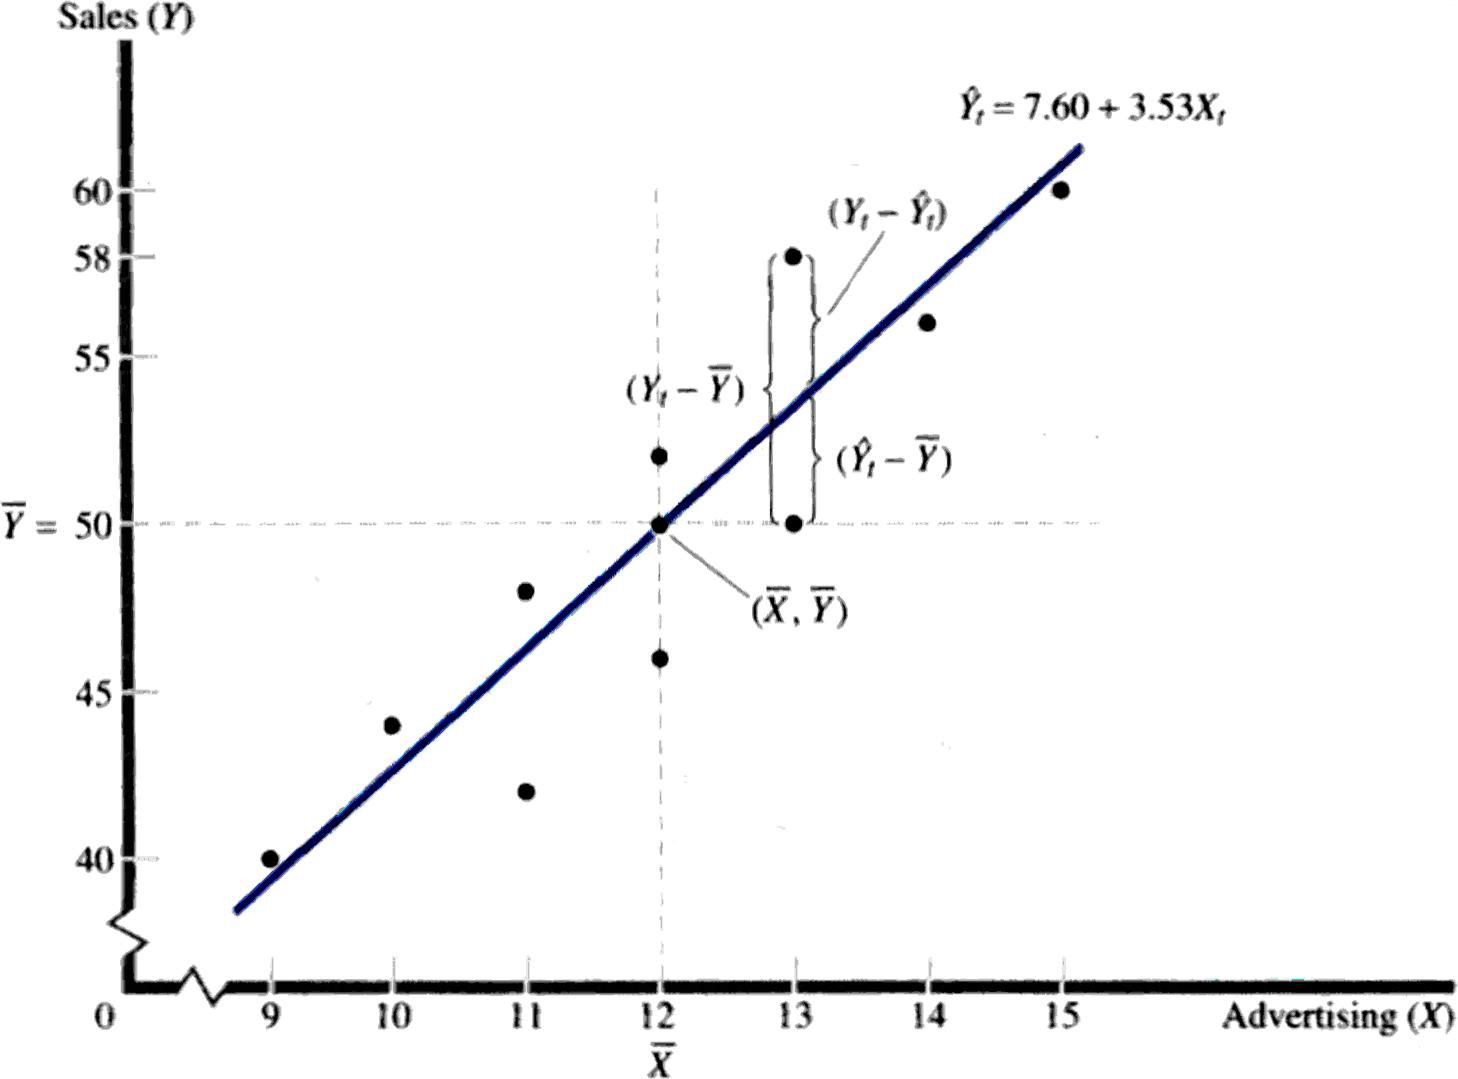 Sales (Y)
Ŷₜ = 7.60 + 3.53Xₜ
60
(Yₜ − Ŷₜ)
58
55
(Yₜ − Y̅)
(Ŷₜ − Y̅)
Y̅ = 50
(X̅, Y̅)
45
40
0 9 10 11 12 13 14 15 Advertising (X)
X̅